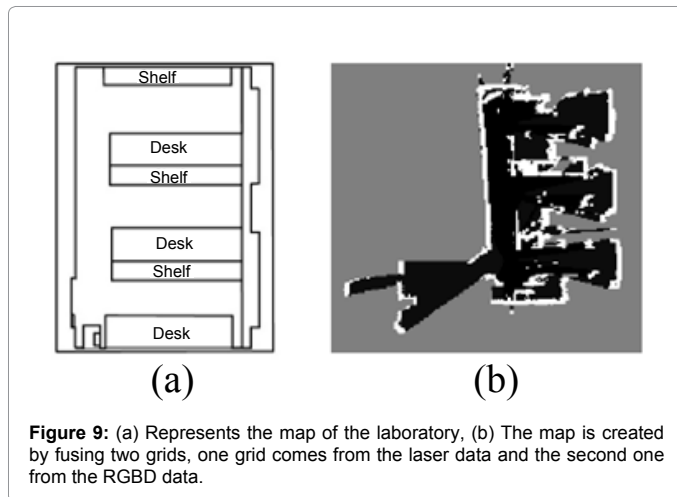 Shelf
Desk
Shelf
Desk
Shelf
Desk
(a)
(b)
Figure 9: (a) Represents the map of the laboratory, (b) The map is created
by fusing two grids, one grid comes from the laser data and the second one
from the RGBD data.